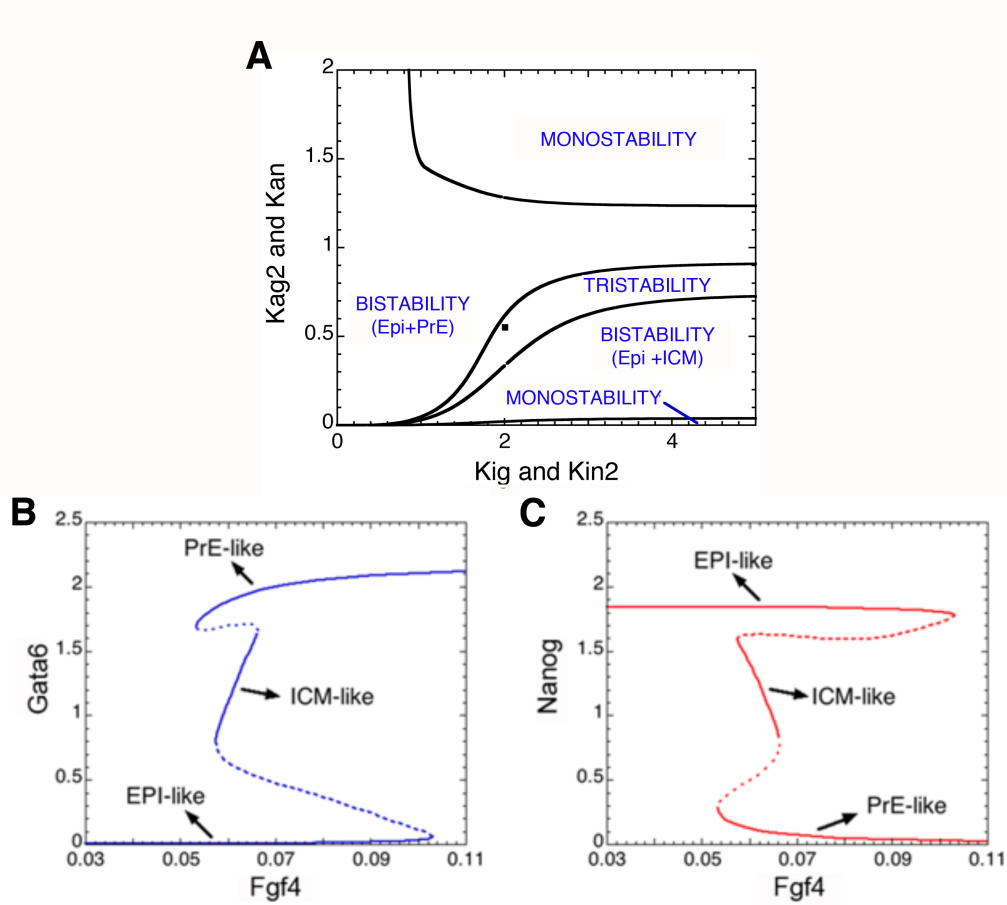 A
2
1.5
1
0.5
0
0
2
4
Kag2 and Kan
Kig and Kin2
MONOSTABILITY
TRISTABILITY
BISTABILITY
(Epi+PrE)
BISTABILITY
(Epi +ICM)
MONOSTABILITY
B
2.5
2
1.5
1
0.5
0
0.03
0.05
0.07
0.09
0.11
Gata6
Fgf4
PrE-like
ICM-like
EPI-like
C
2.5
2
1.5
1
0.5
0
0.03
0.05
0.07
0.09
0.11
Nanog
Fgf4
EPI-like
ICM-like
PrE-like